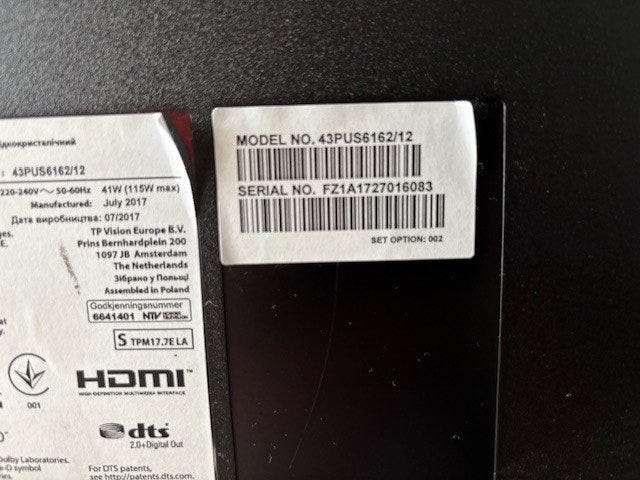 MODEL NO. 43PUS6162/12
SERIAL NO. FZ1A1727016083
SET OPTION: 002
ідкокристалічний
: 43PUS6162/12
220-240V~ 50-60Hz 41W (115W max)
Manufactured: July 2017
Дата виробництва: 07/2017
TP Vision Europe B.V.
Prins Bernhardplein 200
1097 JB Amsterdam
The Netherlands
Зібрано у Польщі
Assembled in Poland
Godkjenningsnummer
6641401 NTV
S TPM17.7E LA
001
HDMI
HIGH-DEFINITION MULTIMEDIA INTERFACE
dts
2.0+Digital Out
Dolby Laboratories.
e-D symbol
For DTS patents,
see http://patents.dts.com.